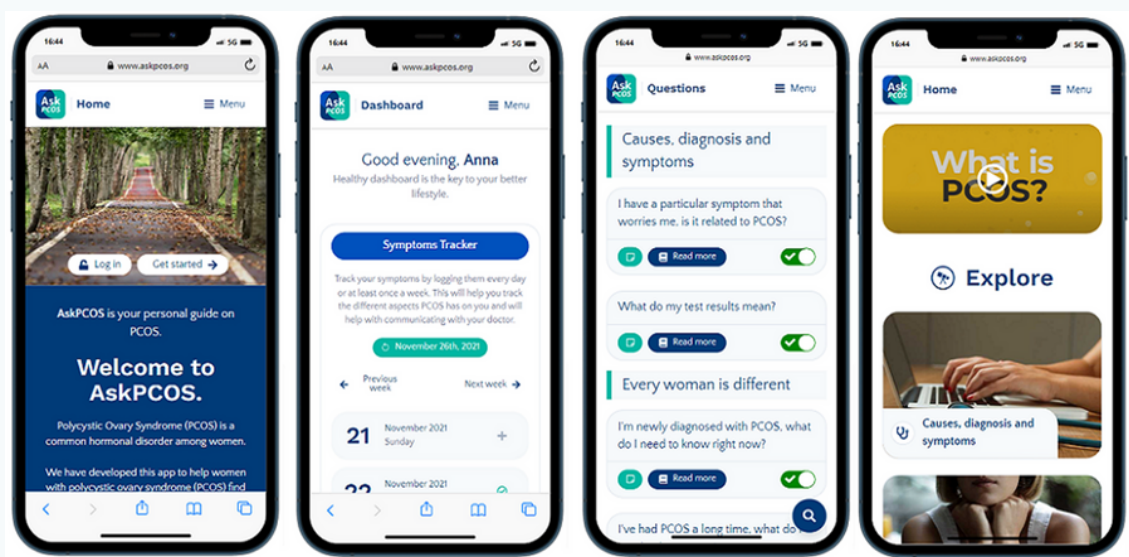 16:44
5G
AA
www.askpcos.org
Ask
PCOS
Home
Menu
Log in
Get started →
AskPCOS is your personal guide on
PCOS.
Welcome to
AskPCOS.
Polycystic Ovary Syndrome (PCOS) is a
common hormonal disorder among women.
We have developed this app to help women
with polycystic ovary syndrome (PCOS) find
16:44
5G
AA
www.askpcos.org
Ask
PCOS
Dashboard
Menu
Good evening, Anna
Healthy dashboard is the key to your better
lifestyle.
Symptoms Tracker
Track your symptoms by logging them every day
or at least once a week. This will help you track
the different aspects PCOS has on you and will
help with communicating with your doctor.
November 26th, 2021
← Previous
week
Next week →
21
November 2021
Sunday
+
22
November 2021
16:44
5G
www.askpcos.org
Ask
PCOS
Questions
Menu
Causes, diagnosis and
symptoms
I have a particular symptom that
worries me, is it related to PCOS?
Read more
What do my test results mean?
Read more
Every woman is different
I'm newly diagnosed with PCOS, what
do I need to know right now?
Read more
I've had PCOS a long time, what do
16:44
5G
www.askpcos.org
Ask
PCOS
Home
Menu
What is
PCOS?
Explore
Causes, diagnosis and
symptoms